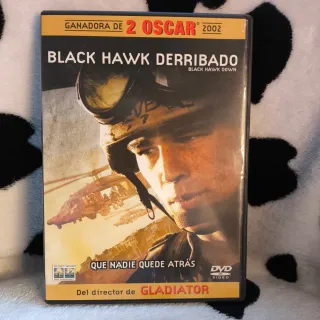 GANADORA DE 2 OSCAR® 2002
BLACK HAWK DERRIBADO
BLACK HAWK DOWN
QUE NADIE QUEDE ATRÁS
DVD
VIDEO
Del director de GLADIATOR